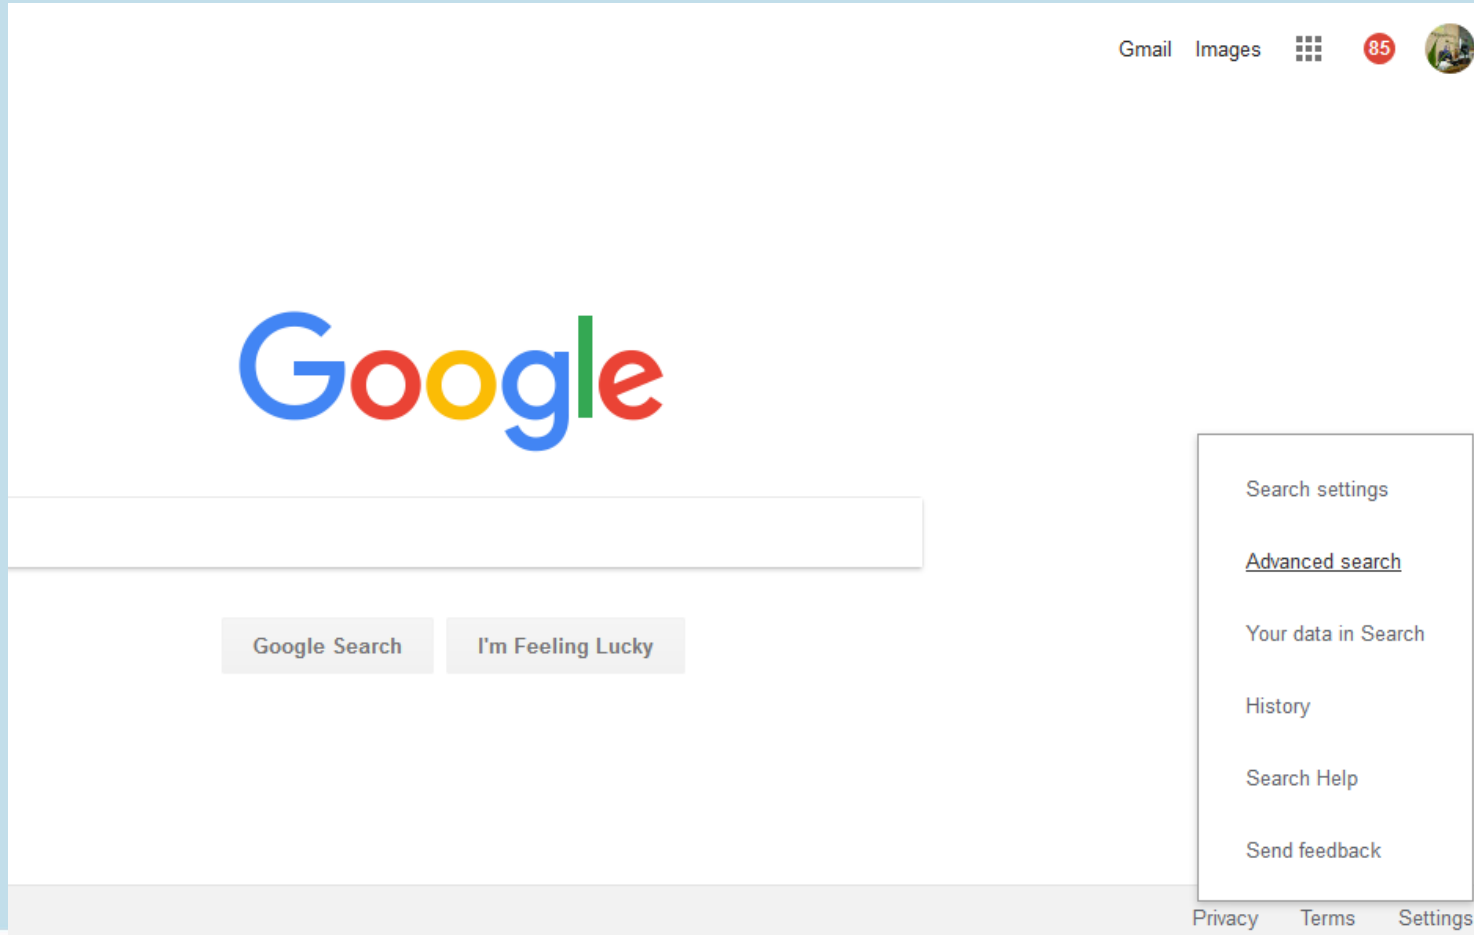 Gmail Images 85
Google
Search settings
Advanced search
Your data in Search
History
Search Help
Send feedback
Google Search I'm Feeling Lucky
Privacy Terms Settings